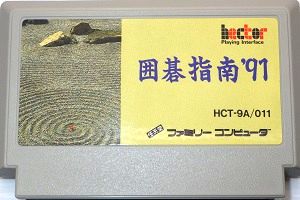 hector
Playing Interface
囲碁指南'91
HCT-9A/011
ファミリー コンピュータ